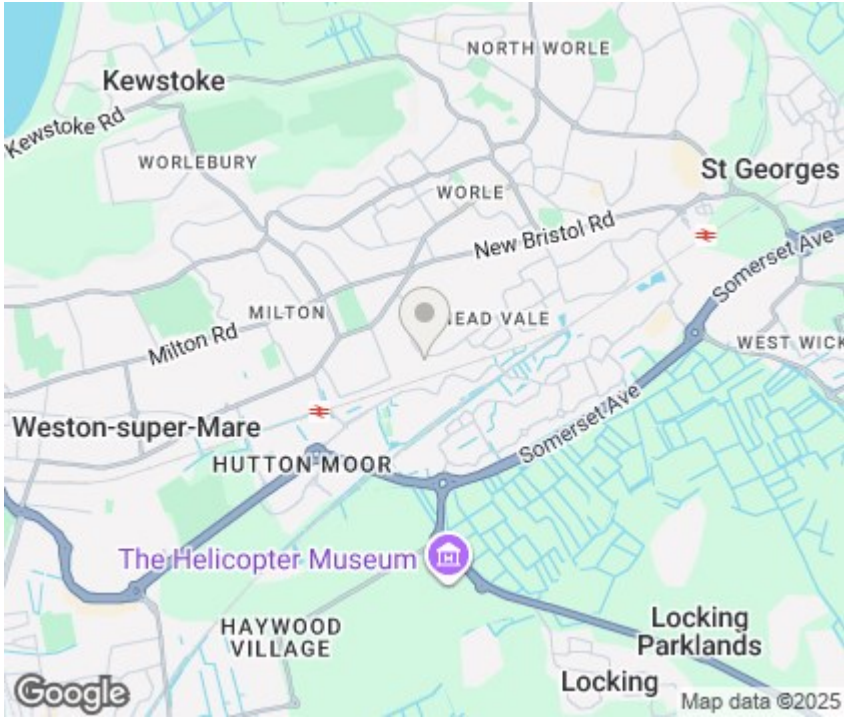 NORTH WORLE
Kewstoke
Kewstoke Rd
WORLEBURY
St Georges
WORLE
New Bristol Rd
Somerset Ave
MILTON
EAD VALE
Milton Rd
WEST WICK
Weston-super-Mare
Somerset Ave
HUTTON MOOR
The Helicopter Museum
HAYWOOD
VILLAGE
Locking
Parklands
Locking
Google
Map data ©2025